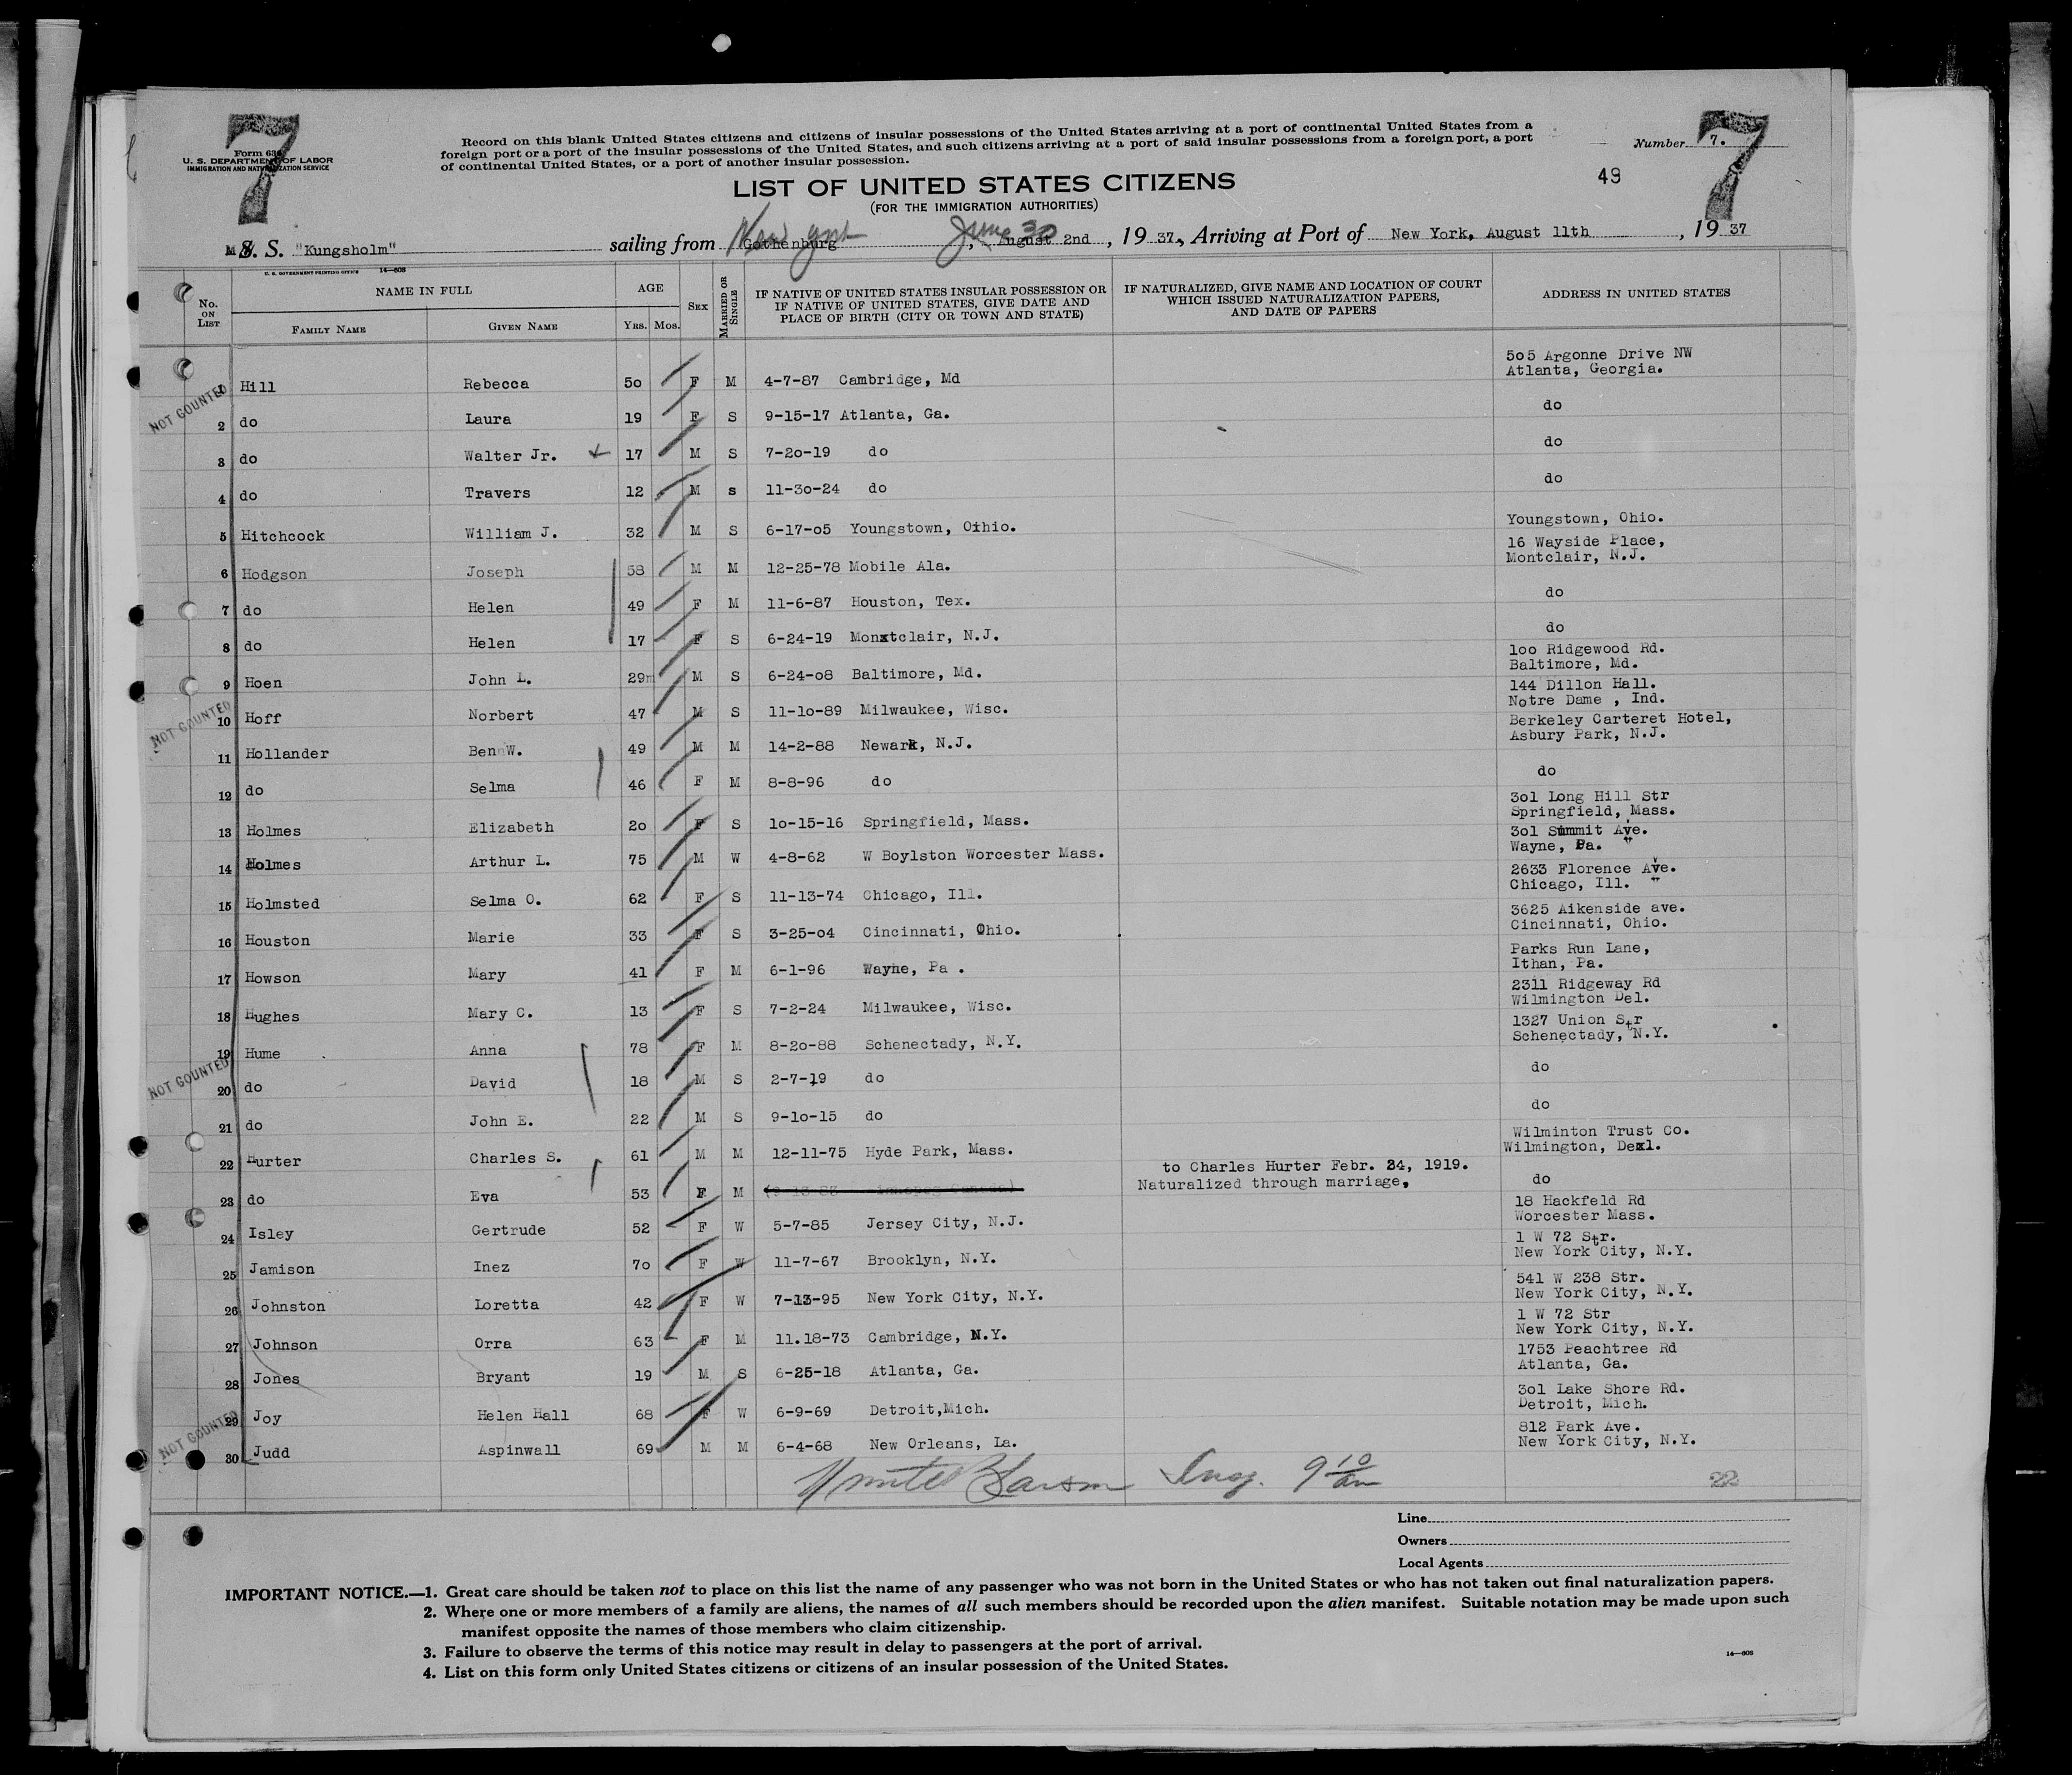 7
7
Form 630
U. S. DEPARTMENT OF LABOR
IMMIGRATION AND NATURALIZATION SERVICE
Record on this blank United States citizens and citizens of insular possessions of the United States arriving at a port of continental United States from a
foreign port or a port of the insular possessions of the United States, and such citizens arriving at a port of said insular possessions from a foreign port, a port
of continental United States, or a port of another insular possession.
Number 7.
49
LIST OF UNITED STATES CITIZENS
(FOR THE IMMIGRATION AUTHORITIES)
New York June 30
S. S. "Kungsholm" sailing from Gothenburg, August 2nd, 1937, Arriving at Port of New York, August 11th, 1937
U. S. GOVERNMENT PRINTING OFFICE 14—608
No. ON LIST NAME IN FULL AGE SEX MARRIED OR SINGLE IF NATIVE OF UNITED STATES INSULAR POSSESSION OR IF NATIVE OF UNITED STATES, GIVE DATE AND PLACE OF BIRTH (CITY OR TOWN AND STATE) IF NATURALIZED, GIVE NAME AND LOCATION OF COURT WHICH ISSUED NATURALIZATION PAPERS, AND DATE OF PAPERS ADDRESS IN UNITED STATES
FAMILY NAME GIVEN NAME YRS. MOS.
NOT COUNTED
1 Hill Rebecca 50 F M 4-7-87 Cambridge, Md 505 Argonne Drive NW Atlanta, Georgia.
2 do Laura 19 F S 9-15-17 Atlanta, Ga. do
3 do Walter Jr. 17 M S 7-20-19 do do
4 do Travers 12 M s 11-30-24 do do
5 Hitchcock William J. 32 M S 6-17-05 Youngstown, Oihio. Youngstown, Ohio.
6 Hodgson Joseph 58 M M 12-25-78 Mobile Ala. 16 Wayside Place, Montclair, N.J.
7 do Helen 49 F M 11-6-87 Houston, Tex. do
8 do Helen 17 F S 6-24-19 Monxtclair, N.J. do
9 Hoen John L. 29m M S 6-24-08 Baltimore, Md. 100 Ridgewood Rd. Baltimore, Md.
NOT COUNTED
10 Hoff Norbert 47 M S 11-10-89 Milwaukee, Wisc. 144 Dillon Hall. Notre Dame , Ind.
11 Hollander Ben W. 49 M M 14-2-88 Newark, N.J. Berkeley Carteret Hotel, Asbury Park, N.J.
12 do Selma 46 F M 8-8-96 do do
13 Holmes Elizabeth 20 F S 10-15-16 Springfield, Mass. 301 Long Hill Str Springfield, Mass.
14 Holmes Arthur L. 75 M W 4-8-62 W Boylston Worcester Mass. 301 Summit Ave. Wayne, Pa.
15 Holmsted Selma O. 62 F S 11-13-74 Chicago, Ill. 2633 Florence Ave. Chicago, Ill.
16 Houston Marie 33 F S 3-25-04 Cincinnati, Ohio. 3625 Aikenside ave. Cincinnati, Ohio.
17 Howson Mary 41 F M 6-1-96 Wayne, Pa . Parks Run Lane, Ithan, Pa.
18 Hughes Mary C. 13 F S 7-2-24 Milwaukee, Wisc. 2311 Ridgeway Rd Wilmington Del.
19 Hume Anna 78 F M 8-20-88 Schenectady, N.Y. 1327 Union Str Schenectady, N.Y.
NOT COUNTED
20 do David 18 M S 2-7-19 do do
21 do John E. 22 M S 9-10-15 do do
22 Hurter Charles S. 61 M M 12-11-75 Hyde Park, Mass. Wilminton Trust Co. Wilmington, Dexl.
to Charles Hurter Febr. 24, 1919.
23 do Eva 53 F M Naturalized through marriage, do
24 Isley Gertrude 52 F W 5-7-85 Jersey City, N.J. 18 Hackfeld Rd Worcester Mass.
25 Jamison Inez 70 F W 11-7-67 Brooklyn, N.Y. 1 W 72 Str. New York City, N.Y.
26 Johnston Loretta 42 F W 7-13-95 New York City, N.Y. 541 W 238 Str. New York City, N.Y.
27 Johnson Orra 63 F M 11.18-73 Cambridge, N.Y. 1 W 72 Str New York City, N.Y.
28 Jones Bryant 19 M S 6-25-18 Atlanta, Ga. 1753 Peachtree Rd Atlanta, Ga.
29 Joy Helen Hall 68 F W 6-9-69 Detroit,Mich. 301 Lake Shore Rd. Detroit, Mich.
NOT COUNTED
30 Judd Aspinwall 69 M M 6-4-68 New Orleans, La. 812 Park Ave. New York City, N.Y.
Insp. 9 10 am 22
Line
Owners
Local Agents
IMPORTANT NOTICE.—1. Great care should be taken not to place on this list the name of any passenger who was not born in the United States or who has not taken out final naturalization papers.
2. Where one or more members of a family are aliens, the names of all such members should be recorded upon the alien manifest. Suitable notation may be made upon such
manifest opposite the names of those members who claim citizenship.
3. Failure to observe the terms of this notice may result in delay to passengers at the port of arrival.
4. List on this form only United States citizens or citizens of an insular possession of the United States.
14—608